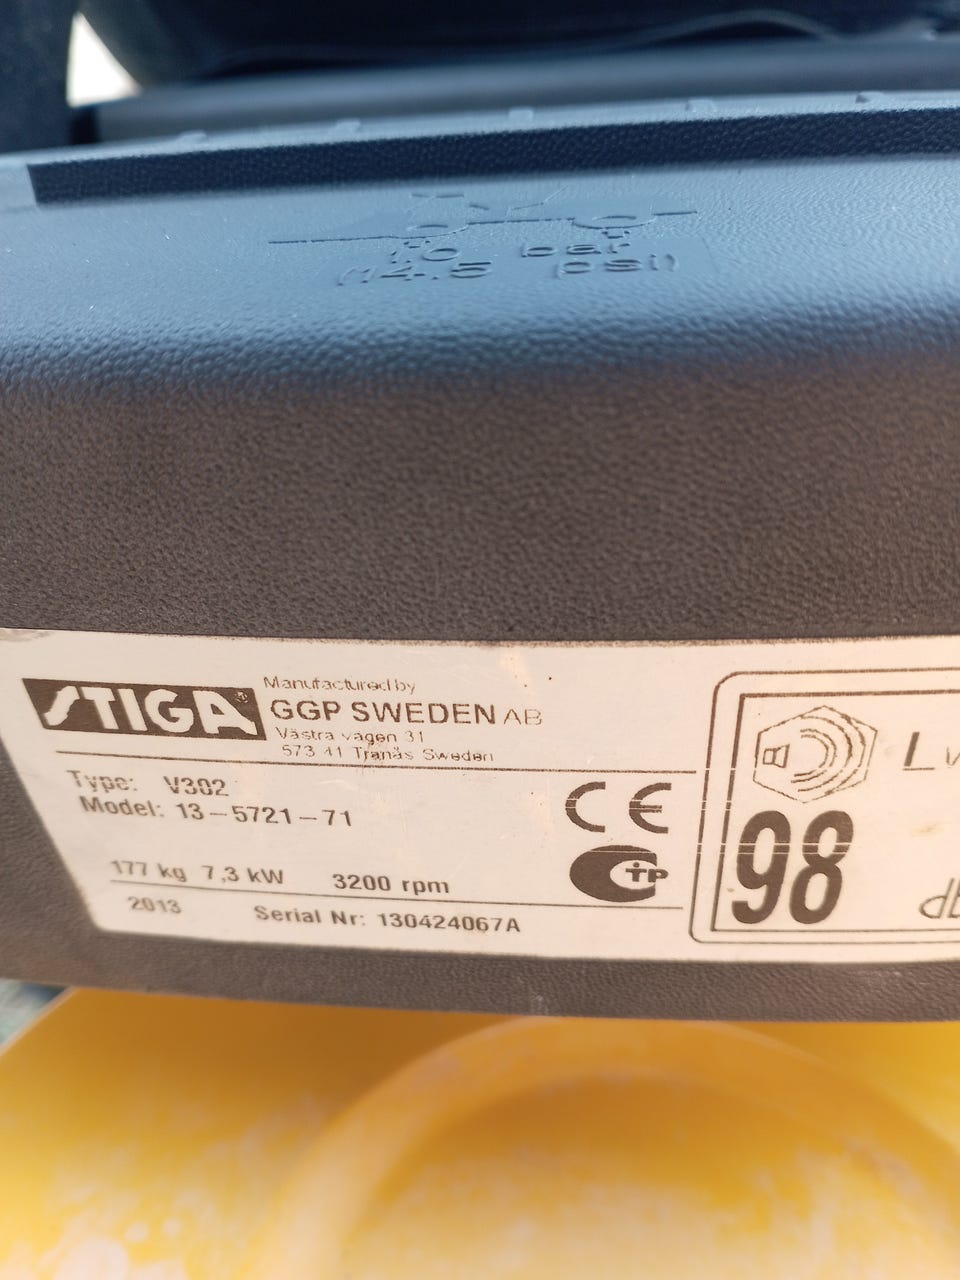 1,0 bar
(14.5 psi)
STIGA
Manufactured by
GGP SWEDEN AB
Västra vägen 31
573 41 Tranås Sweden
Type: V302
Model: 13-5721-71
177 kg 7,3 kW 3200 rpm
2013 Serial Nr: 130424067A
CE
98